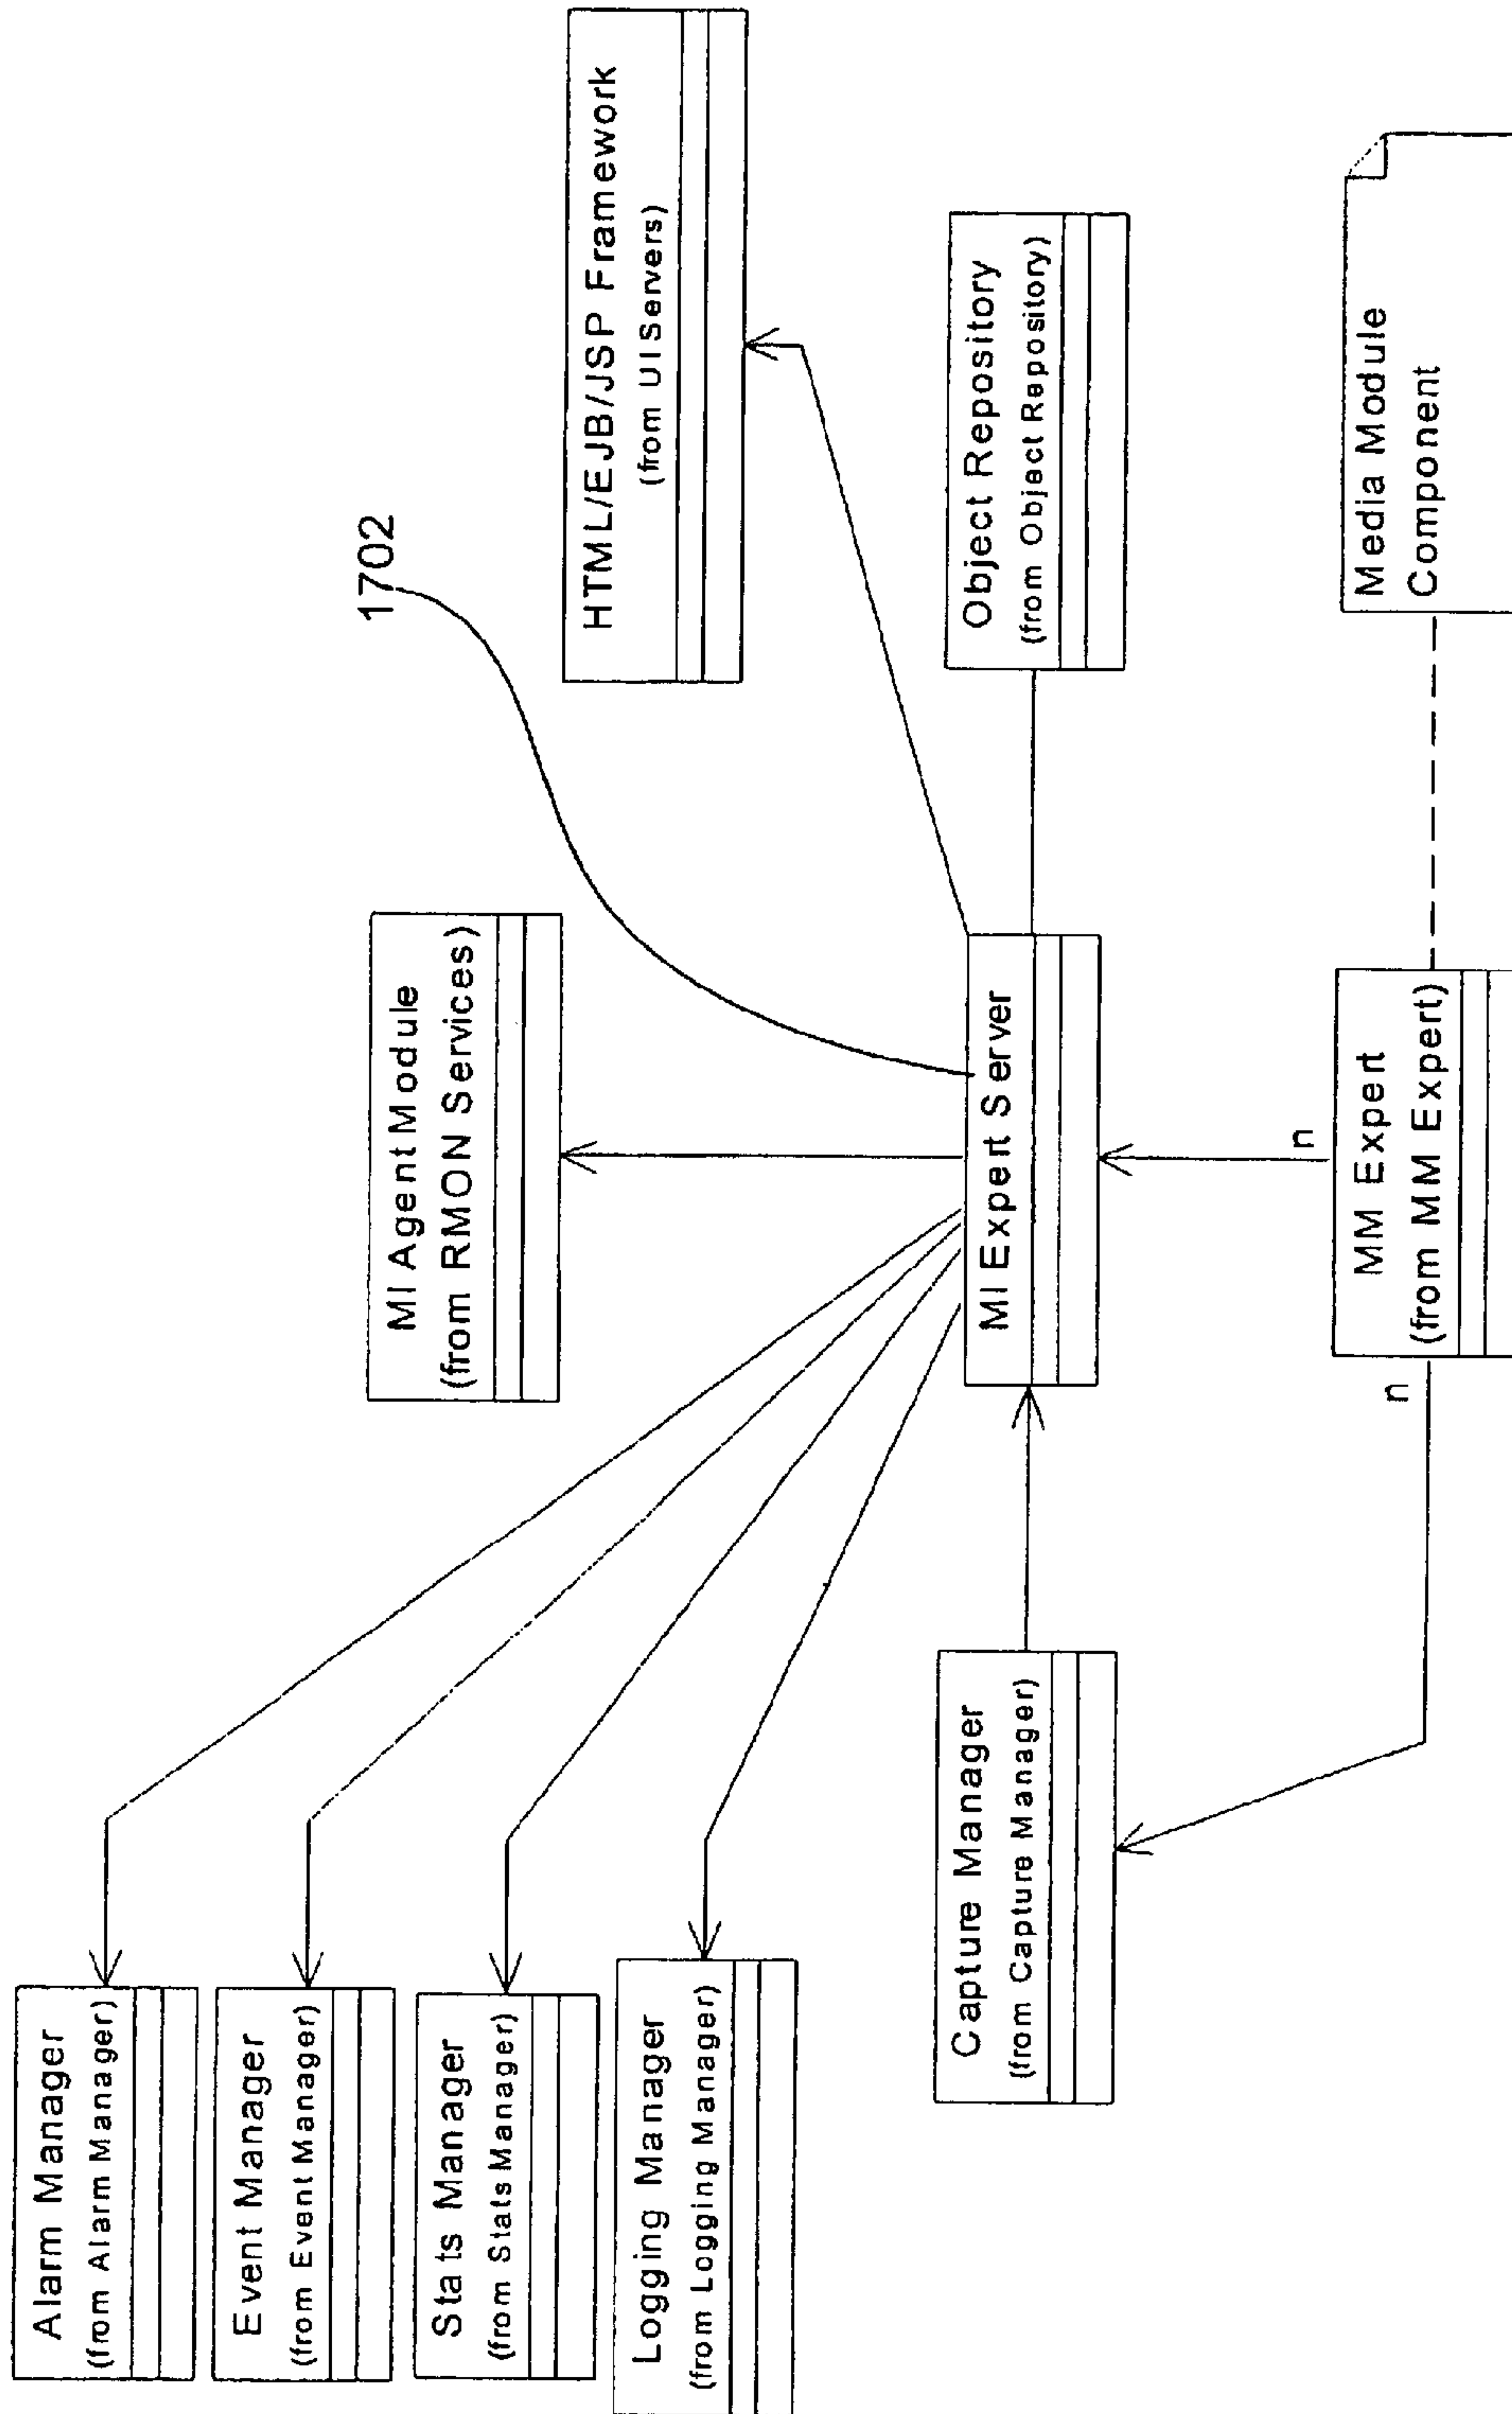 Alarm Manager
(from Alarm Manager)
Event Manager
(from Event Manager)
Stats Manager
(from Stats Manager)
Logging Manager
(from Logging Manager)
MI Agent Module
(from RMON Services)
1702
HTML/EJB/JSP Framework
(from UI Servers)
Capture Manager
(from Capture Manager)
MI Expert Server
Object Repository
(from Object Repository)
n
n
MM Expert
(from MM Expert)
Media Module
Component